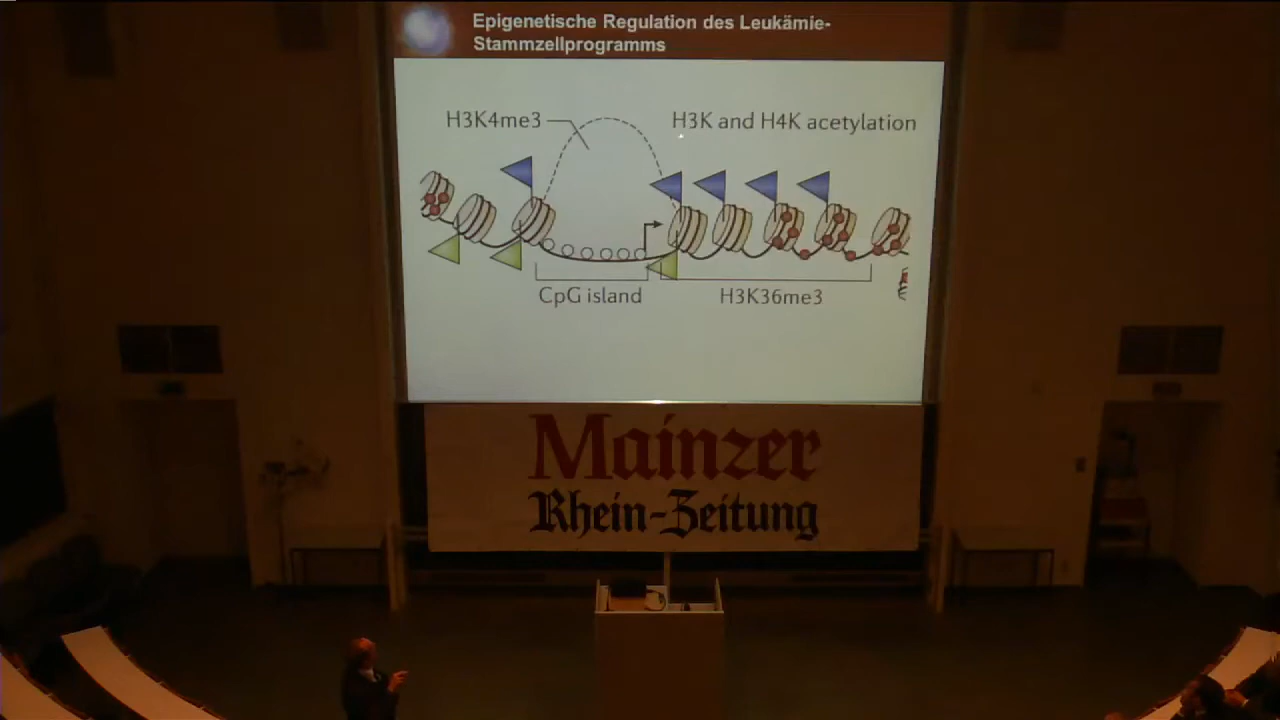 Epigenetische Regulation des Leukämie-
Stammzellprogramms
H3K4me3
H3K and H4K acetylation
CpG island
H3K36me3
Mainzer
Rhein-Zeitung